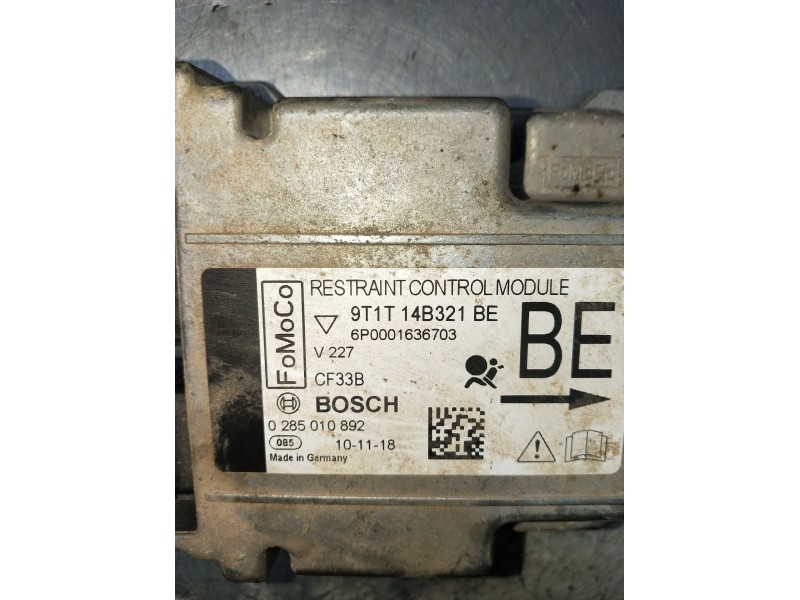 FoMoCo
RESTRAINT CONTROL MODULE
9T1T 14B321 BE
6P0001636703
V 227
CF33B
BOSCH
0 285 010 892
085
10-11-18
Made in Germany
BE
FoMoCo